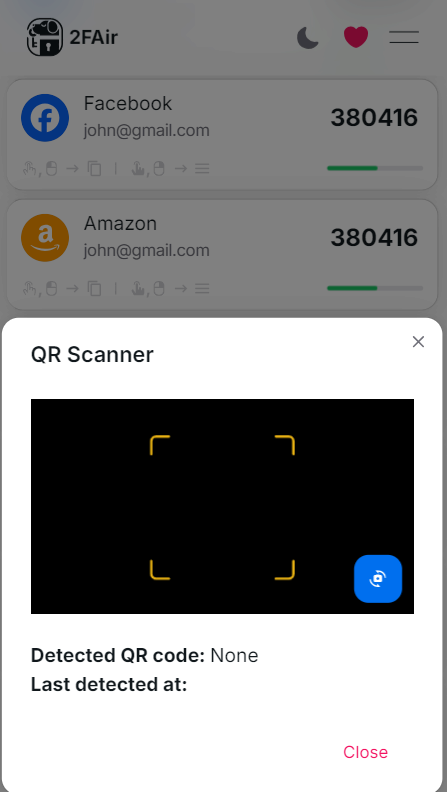 2FAir
Facebook
john@gmail.com
380416
Amazon
john@gmail.com
380416
QR Scanner
Detected QR code: None
Last detected at:
Close